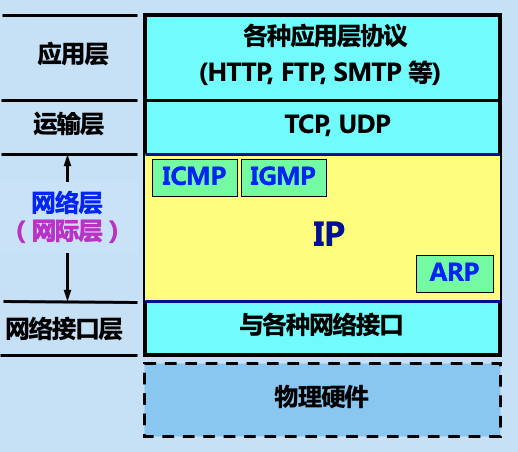 应用层
各种应用层协议
(HTTP, FTP, SMTP 等)
运输层
TCP, UDP
网络层
（网际层）
ICMP
IGMP
IP
ARP
网络接口层
与各种网络接口
物理硬件